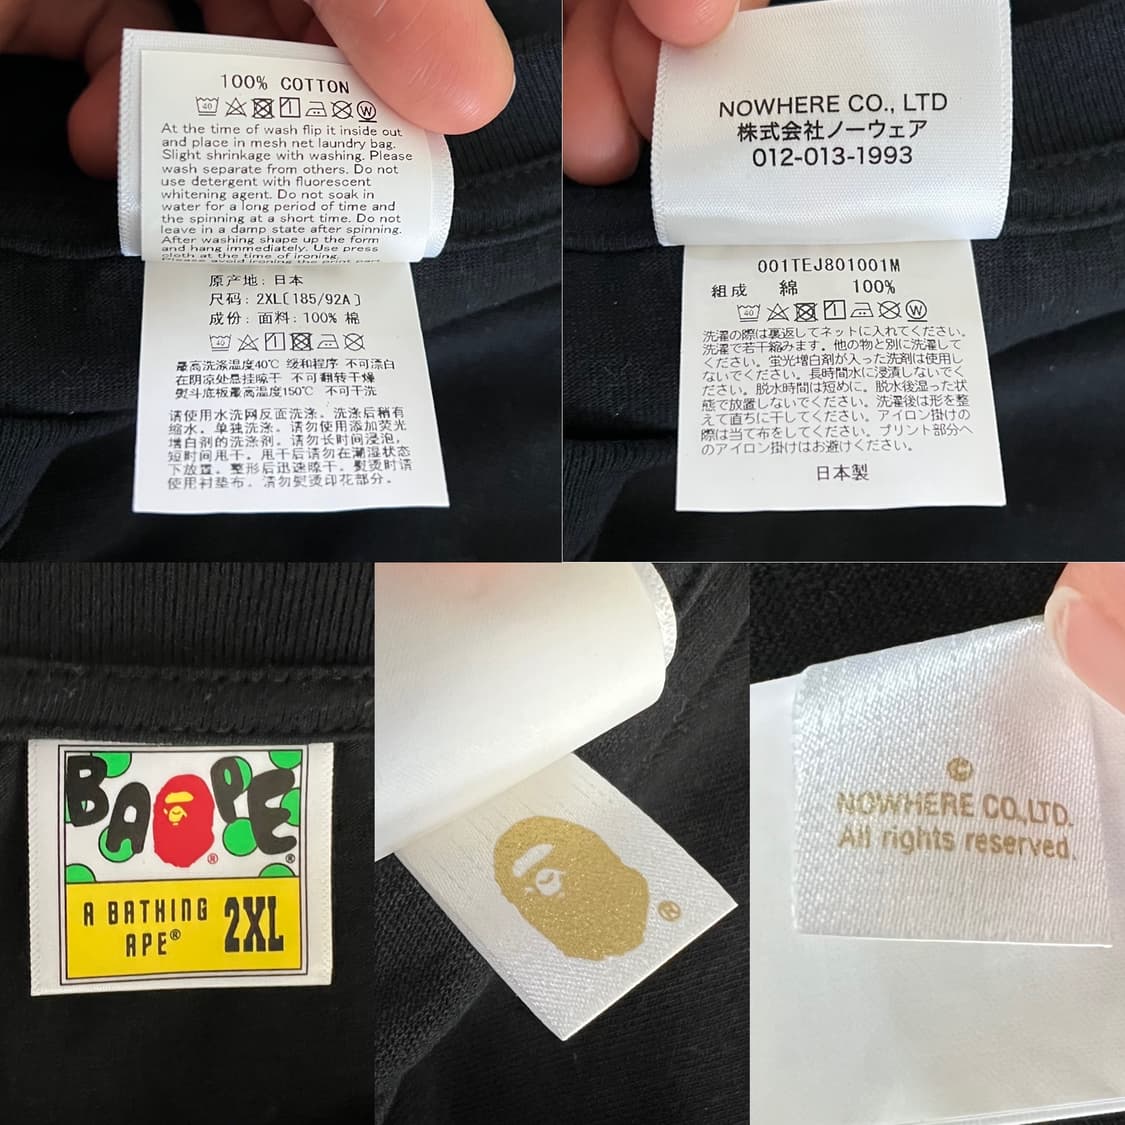 100% COTTON
40 W
At the time of wash flip it inside out
and place in mesh net laundry bag.
Slight shrinkage with washing. Please
wash separate from others. Do not
use detergent with fluorescent
whitening agent. Do not soak in
water for a long period of time and
the spinning at a short time. Do not
leave in a damp state after spinning.
After washing shape up the form
and hang immediately. Use press
cloth at the time of ironing.
Please avoid ironing the print part
原产地: 日本
尺码: 2XL[185/92A]
成份: 面料: 100% 棉
40
最高洗涤温度40℃ 缓和程序 不可漂白
在阴凉处悬挂晾干 不可翻转干燥
熨斗底板最高温度150℃ 不可干洗
请使用水洗网反面洗涤. 洗涤后稍有
缩水. 单独洗涤. 请勿使用添加荧光
增白剂的洗涤剂. 请勿长时间浸泡,
短时间甩干. 甩干后请勿在潮湿状态
下放置. 整形后迅速晾干. 熨烫时请
使用衬垫布. 请勿熨烫印花部分.
NOWHERE CO., LTD
株式会社ノーウェア
012-013-1993
001TEJ801001M
組成 綿 100%
40 W
洗濯の際は裏返してネットに入れてください。
洗濯で若干縮みます。他の物と別に洗濯して
ください。蛍光増白剤が入った洗剤は使用し
ないでください。長時間水に浸漬しないでく
ださい。脱水時間は短めに。脱水後湿った状
態で放置しないでください。洗濯後は形を整
えて直ちに干してください。アイロン掛けの
際は当て布をしてください。プリント部分へ
のアイロン掛けはお避けください。
日本製
BAPE® ®
A BATHING
APE® 2XL
®
©
NOWHERE CO.,LTD.
All rights reserved.